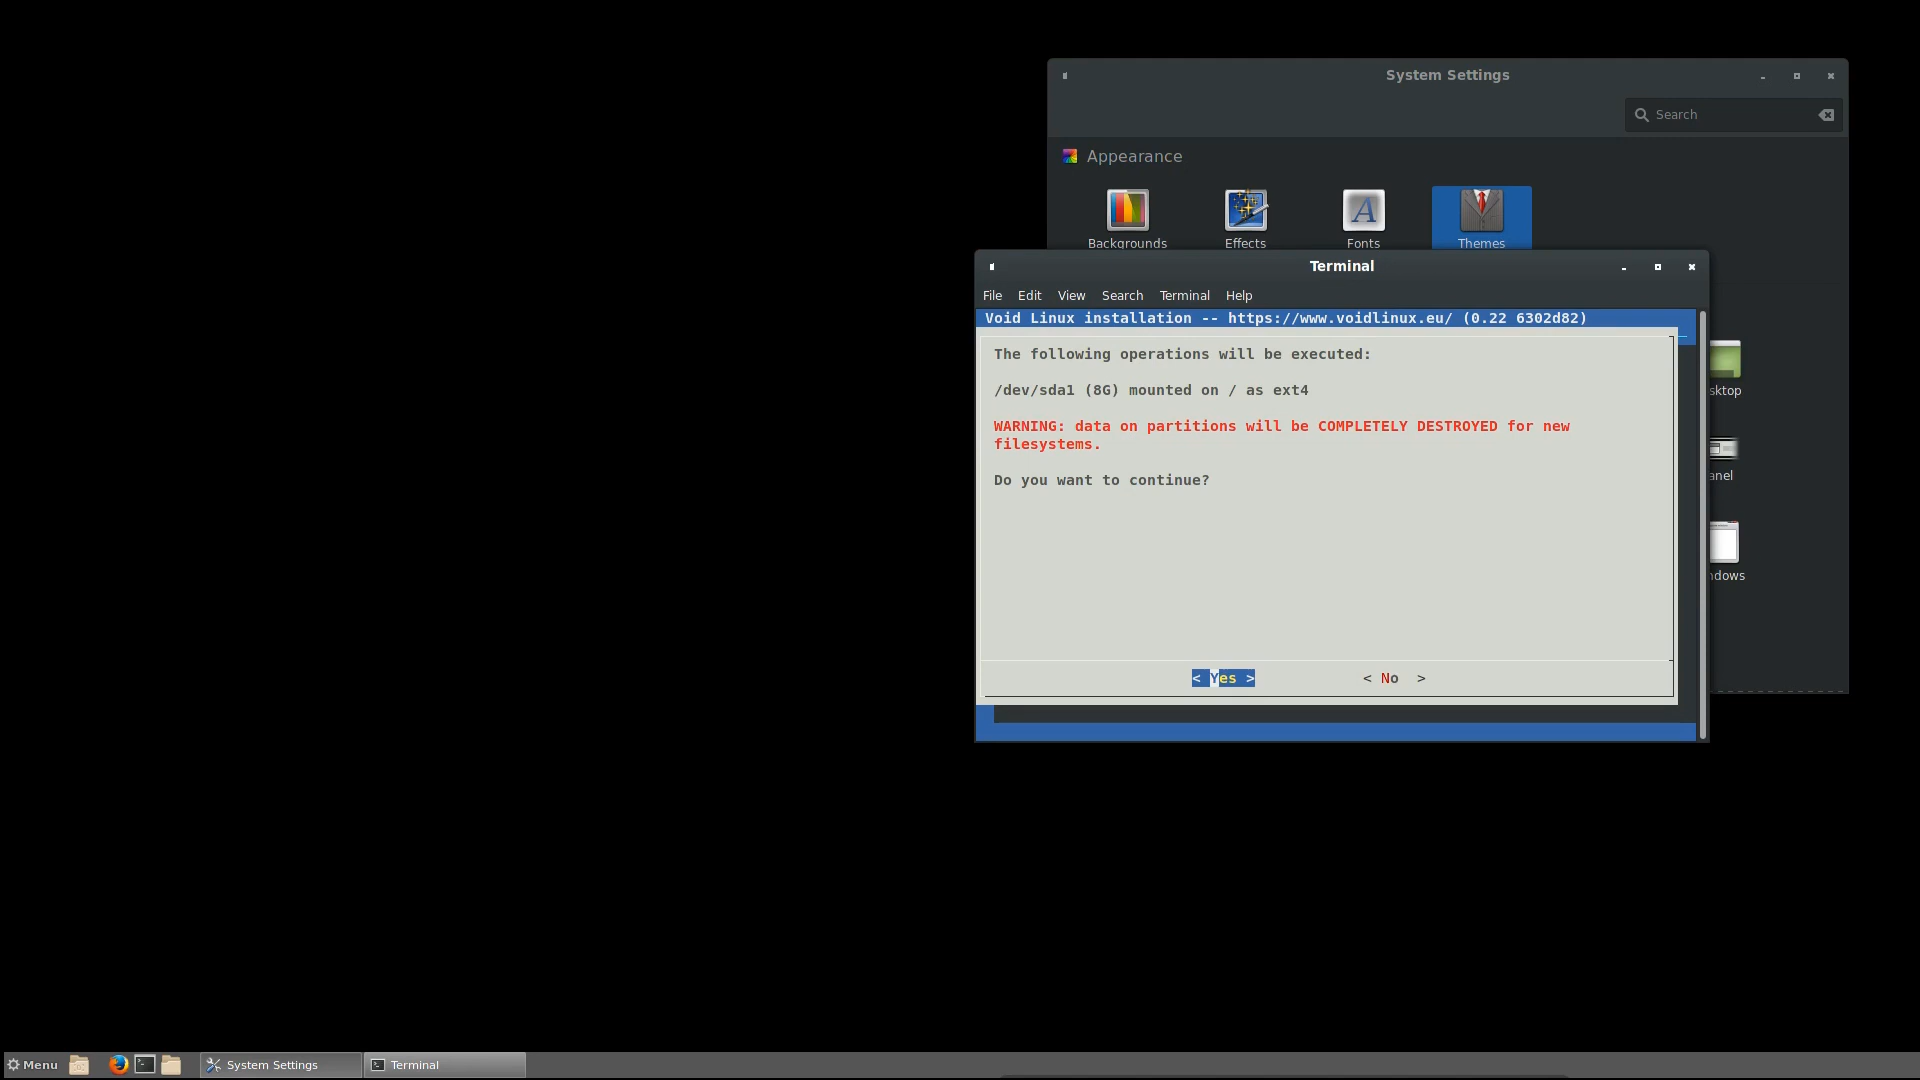 System Settings
Search
Appearance
Backgrounds
Effects
Fonts
Themes
Terminal
File Edit View Search Terminal Help
Void Linux installation -- https://www.voidlinux.eu/ (0.22 6302d82)
The following operations will be executed:
/dev/sda1 (8G) mounted on / as ext4
WARNING: data on partitions will be COMPLETELY DESTROYED for new
filesystems.
Do you want to continue?
< Yes > < No >
sktop
anel
ndows
Menu System Settings Terminal